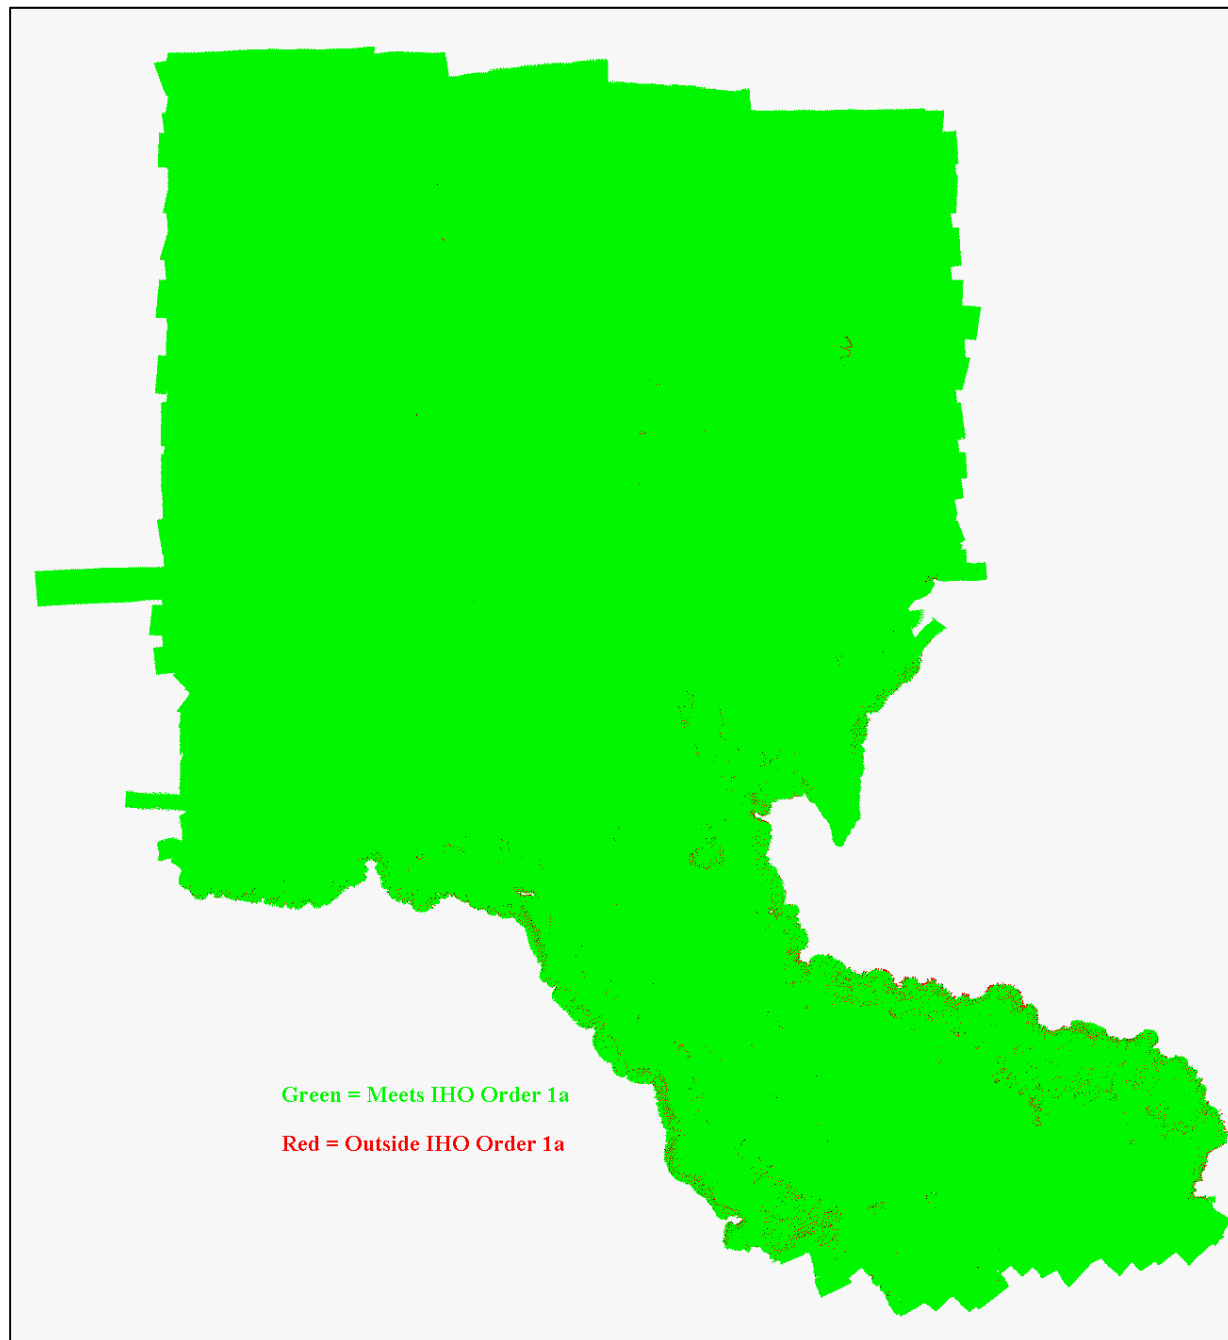 Green = Meets IHO Order 1a
Red = Outside IHO Order 1a